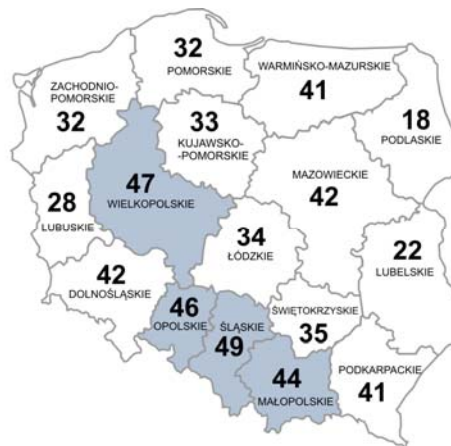 32
POMORSKIE
WARMIŃSKO-MAZURSKIE
41
ZACHODNIO-
POMORSKIE
32
33
KUJAWSKO-
-POMORSKIE
18
PODLASKIE
47
WIELKOPOLSKIE
MAZOWIECKIE
42
28
LUBUSKIE
34
ŁÓDZKIE
22
LUBELSKIE
42
DOLNOŚLĄSKIE
46
OPOLSKIE
ŚLĄSKIE
49
ŚWIĘTOKRZYSKIE
35
44
MAŁOPOLSKIE
PODKARPACKIE
41